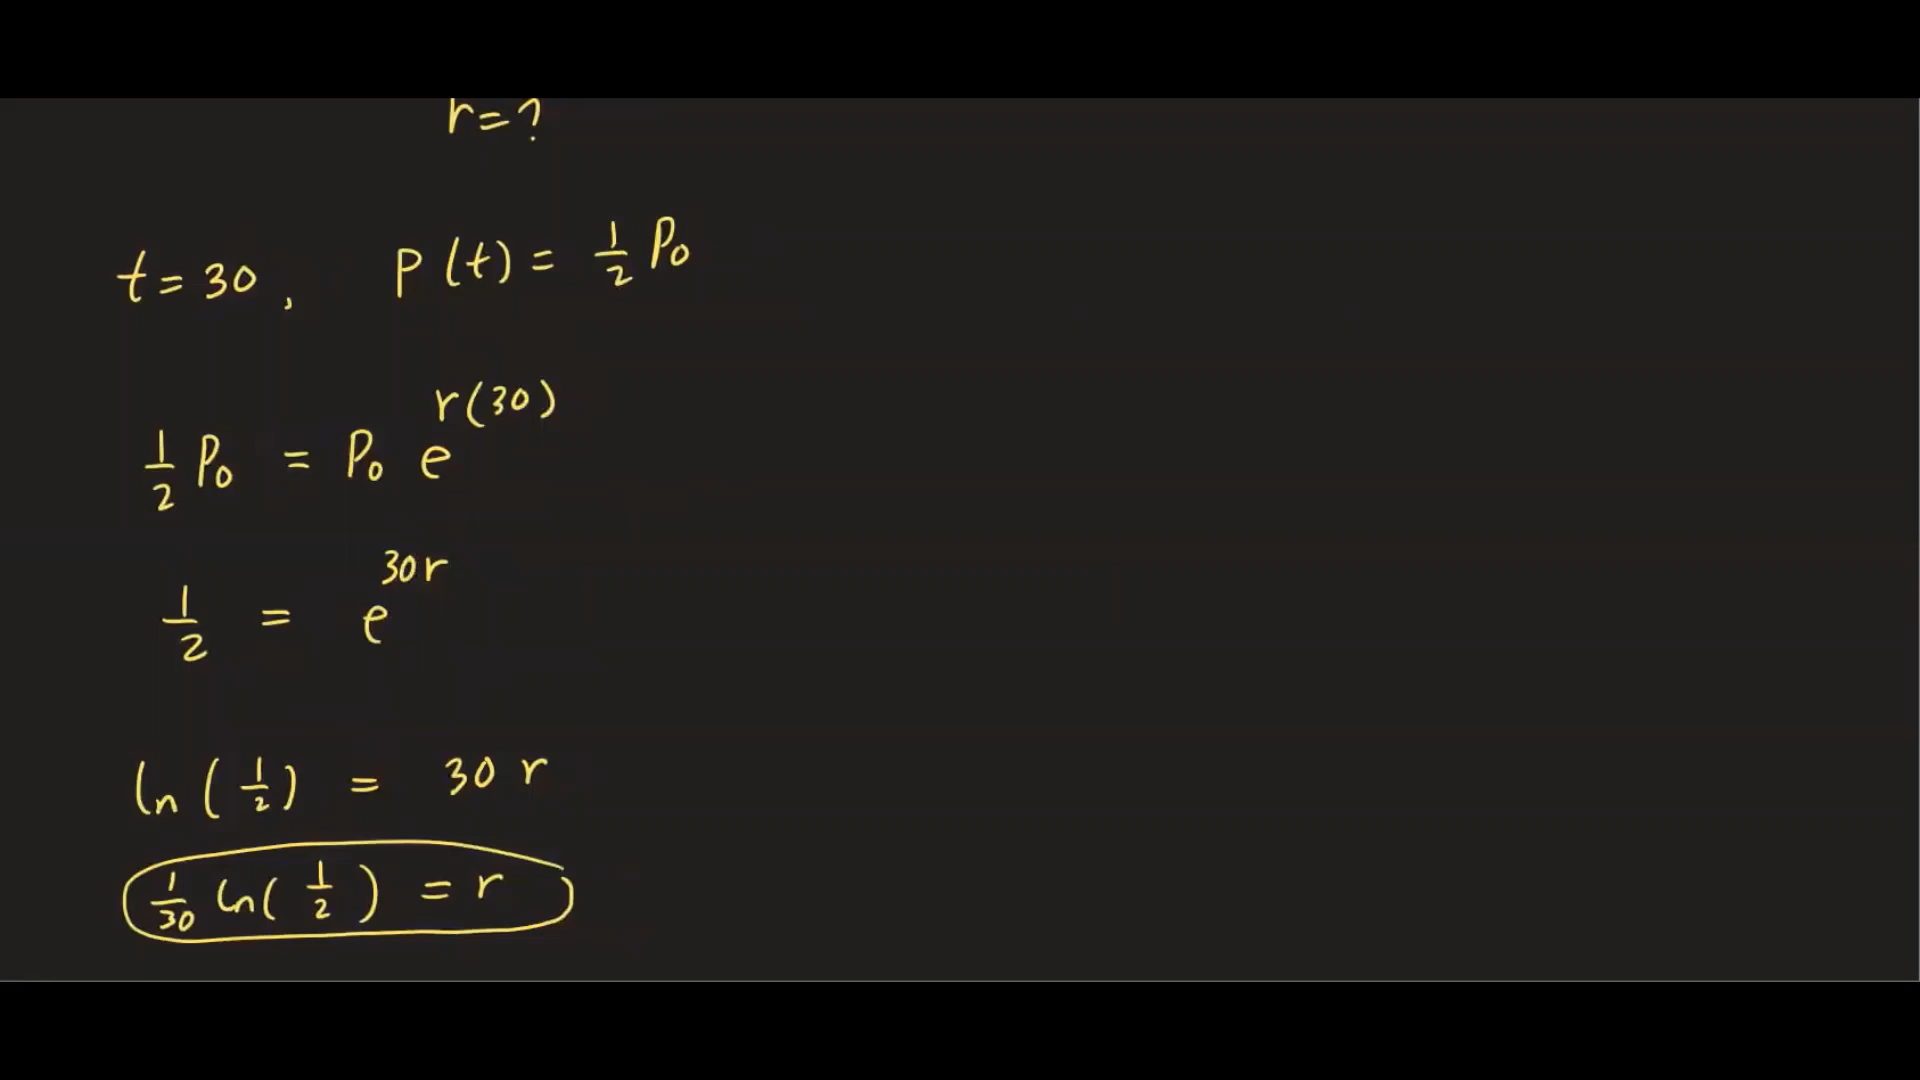 r=?
t=30, P(t)= 1/2 P₀
1/2 P₀ = P₀ e^r(30)
1/2 = e^30r
ln(1/2) = 30 r
1/30 ln(1/2) = r